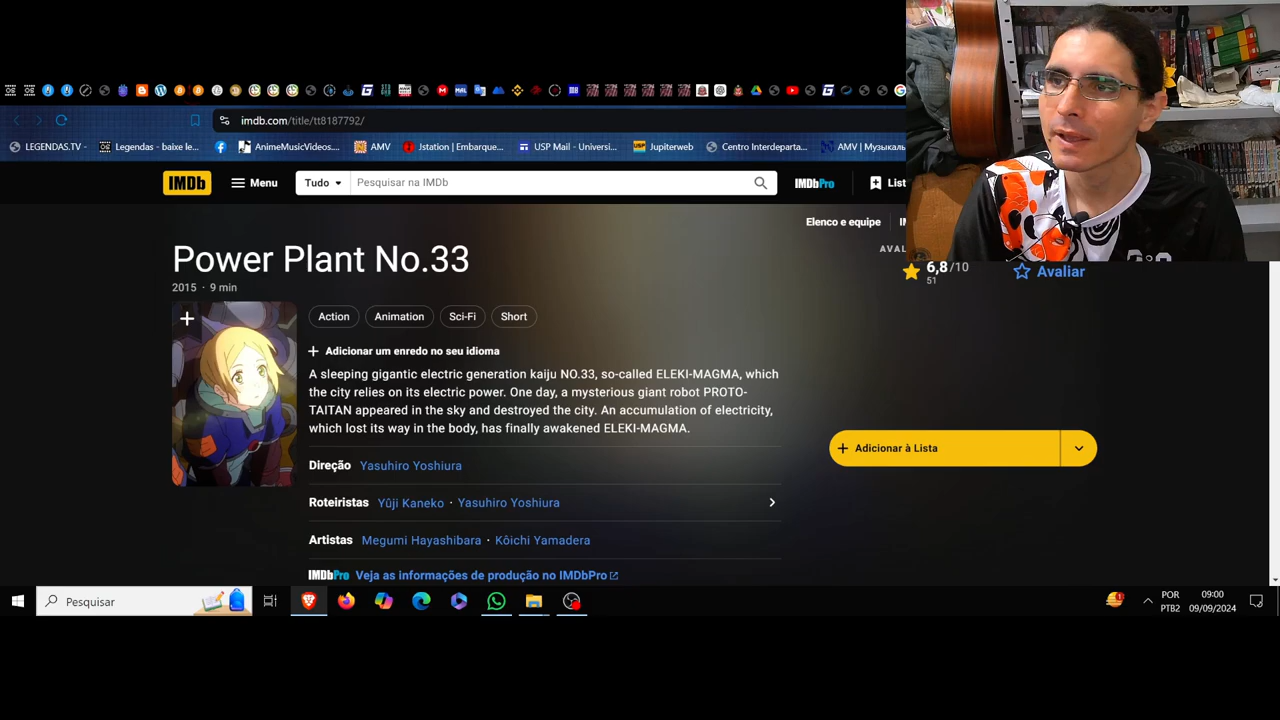 imdb.com/title/tt8187792/
LEGENDAS.TV -
Legendas - baixe le...
AnimeMusicVideos...
AMV
Jstation | Embarque...
USP Mail - Universi...
Jupiterweb
Centro Interdeparta...
IMDb
Menu
Tudo
Pesquisar na IMDb
IMDbPro
List
Elenco e equipe
Power Plant No.33
AVAL
6,8/10
51
Avaliar
2015 · 9 min
Action
Animation
Sci-Fi
Short
Adicionar um enredo no seu idioma
A sleeping gigantic electric generation kaiju NO.33, so-called ELEKI-MAGMA, which
the city relies on its electric power. One day, a mysterious giant robot PROTO-
TAITAN appeared in the sky and destroyed the city. An accumulation of electricity,
which lost its way in the body, has finally awakened ELEKI-MAGMA.
Adicionar à Lista
Direção Yasuhiro Yoshiura
Roteiristas Yûji Kaneko · Yasuhiro Yoshiura
Artistas Megumi Hayashibara · Kôichi Yamadera
IMDbPro Veja as informações de produção no IMDbPro
Pesquisar
POR
PTB2
09:00
09/09/2024